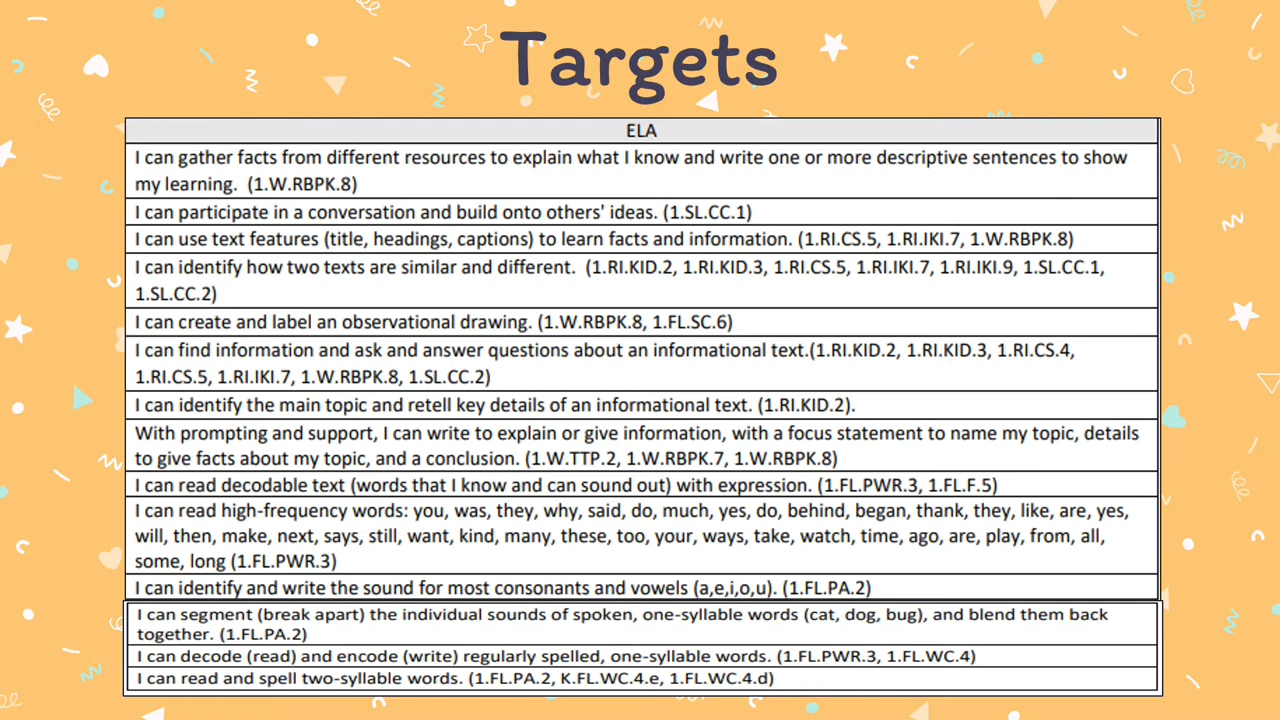 Targets
ELA
I can gather facts from different resources to explain what I know and write one or more descriptive sentences to show
my learning.  (1.W.RBPK.8)
I can participate in a conversation and build onto others' ideas. (1.SL.CC.1)
I can use text features (title, headings, captions) to learn facts and information. (1.RI.CS.5, 1.RI.IKI.7, 1.W.RBPK.8)
I can identify how two texts are similar and different.  (1.RI.KID.2, 1.RI.KID.3, 1.RI.CS.5, 1.RI.IKI.7, 1.RI.IKI.9, 1.SL.CC.1,
1.SL.CC.2)
I can create and label an observational drawing. (1.W.RBPK.8, 1.FL.SC.6)
I can find information and ask and answer questions about an informational text.(1.RI.KID.2, 1.RI.KID.3, 1.RI.CS.4,
1.RI.CS.5, 1.RI.IKI.7, 1.W.RBPK.8, 1.SL.CC.2)
I can identify the main topic and retell key details of an informational text. (1.RI.KID.2).
With prompting and support, I can write to explain or give information, with a focus statement to name my topic, details
to give facts about my topic, and a conclusion. (1.W.TTP.2, 1.W.RBPK.7, 1.W.RBPK.8)
I can read decodable text (words that I know and can sound out) with expression. (1.FL.PWR.3, 1.FL.F.5)
I can read high-frequency words: you, was, they, why, said, do, much, yes, do, behind, began, thank, they, like, are, yes,
will, then, make, next, says, still, want, kind, many, these, too, your, ways, take, watch, time, ago, are, play, from, all,
some, long (1.FL.PWR.3)
I can identify and write the sound for most consonants and vowels (a,e,i,o,u). (1.FL.PA.2)
I can segment (break apart) the individual sounds of spoken, one-syllable words (cat, dog, bug), and blend them back
together. (1.FL.PA.2)
I can decode (read) and encode (write) regularly spelled, one-syllable words. (1.FL.PWR.3, 1.FL.WC.4)
I can read and spell two-syllable words. (1.FL.PA.2, K.FL.WC.4.e, 1.FL.WC.4.d)